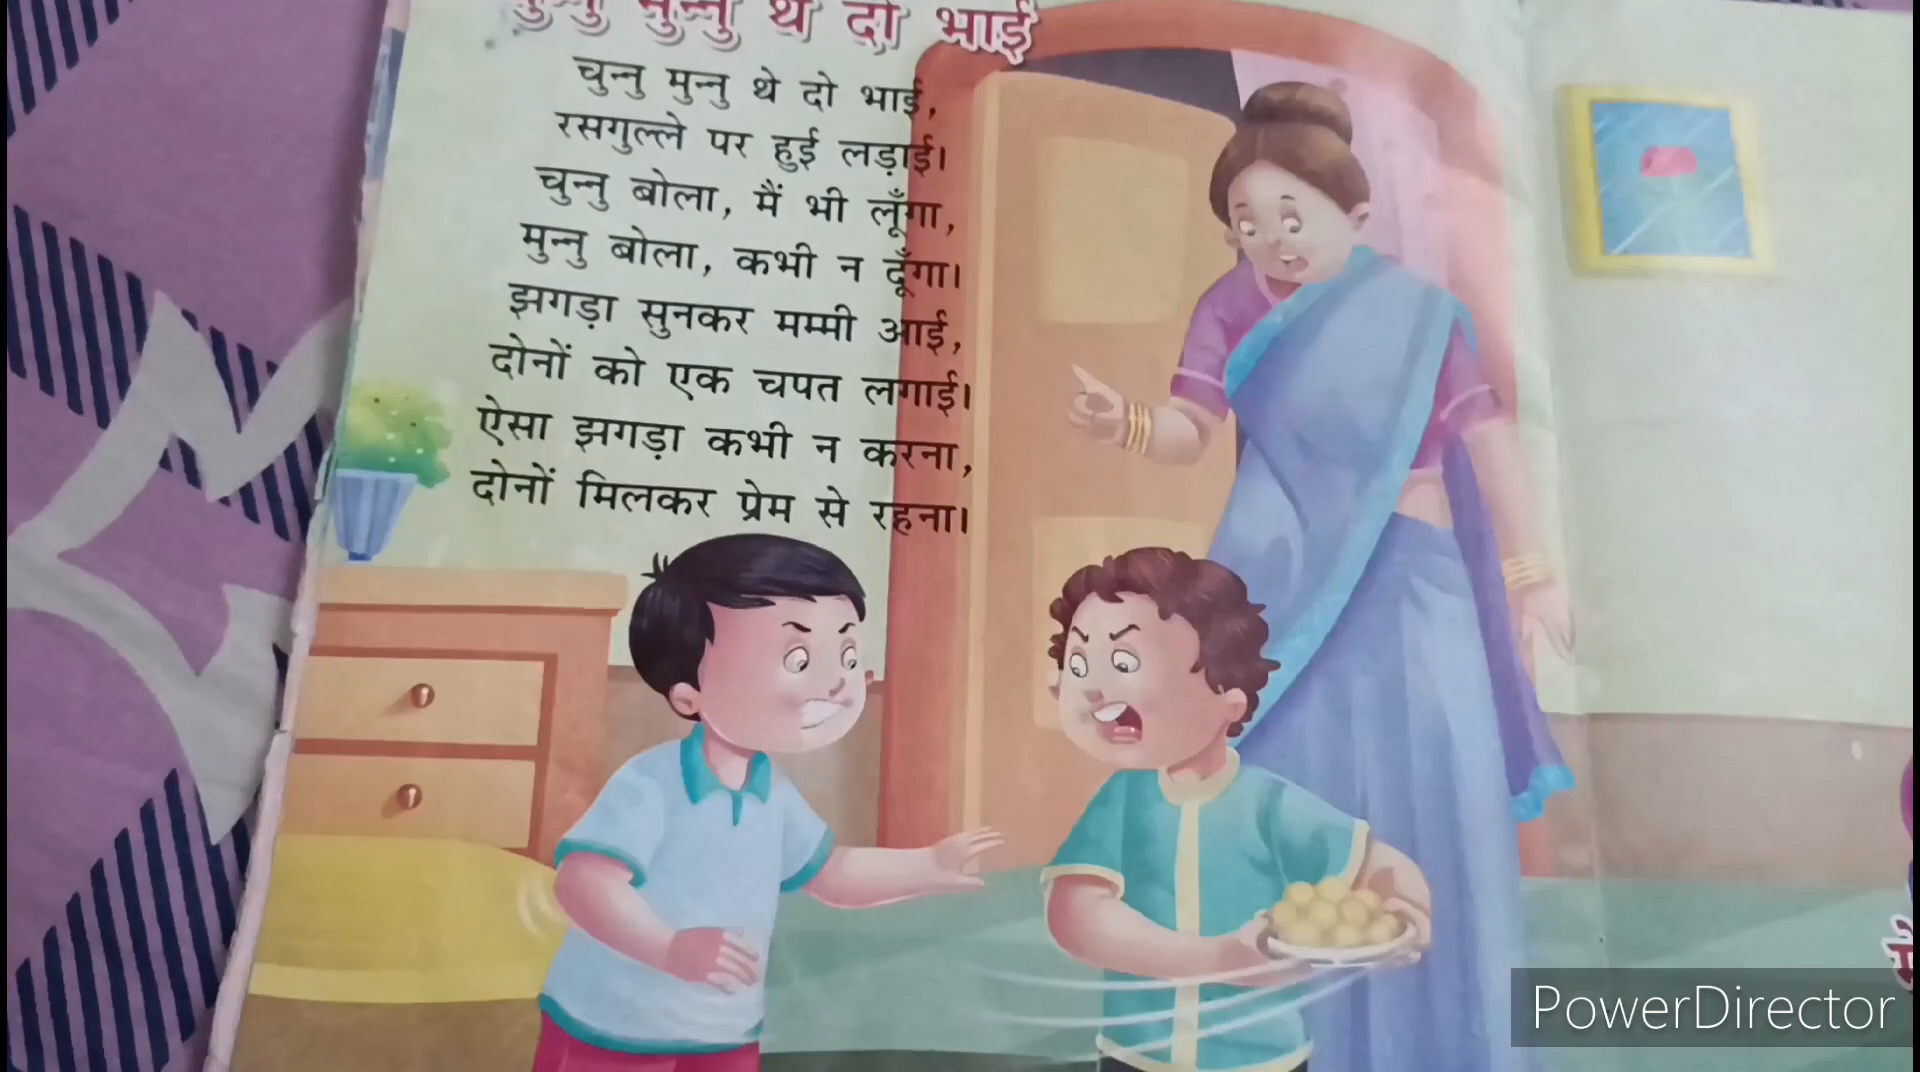 चुन्नु मुन्नु थे दो भाई
चुन्नु मुन्नु थे दो भाई,
रसगुल्ले पर हुई लड़ाई।
चुन्नु बोला, मैं भी लूँगा,
मुन्नु बोला, कभी न दूँगा।
झगड़ा सुनकर मम्मी आई,
दोनों को एक चपत लगाई।
ऐसा झगड़ा कभी न करना,
दोनों मिलकर प्रेम से रहना।
PowerDirector